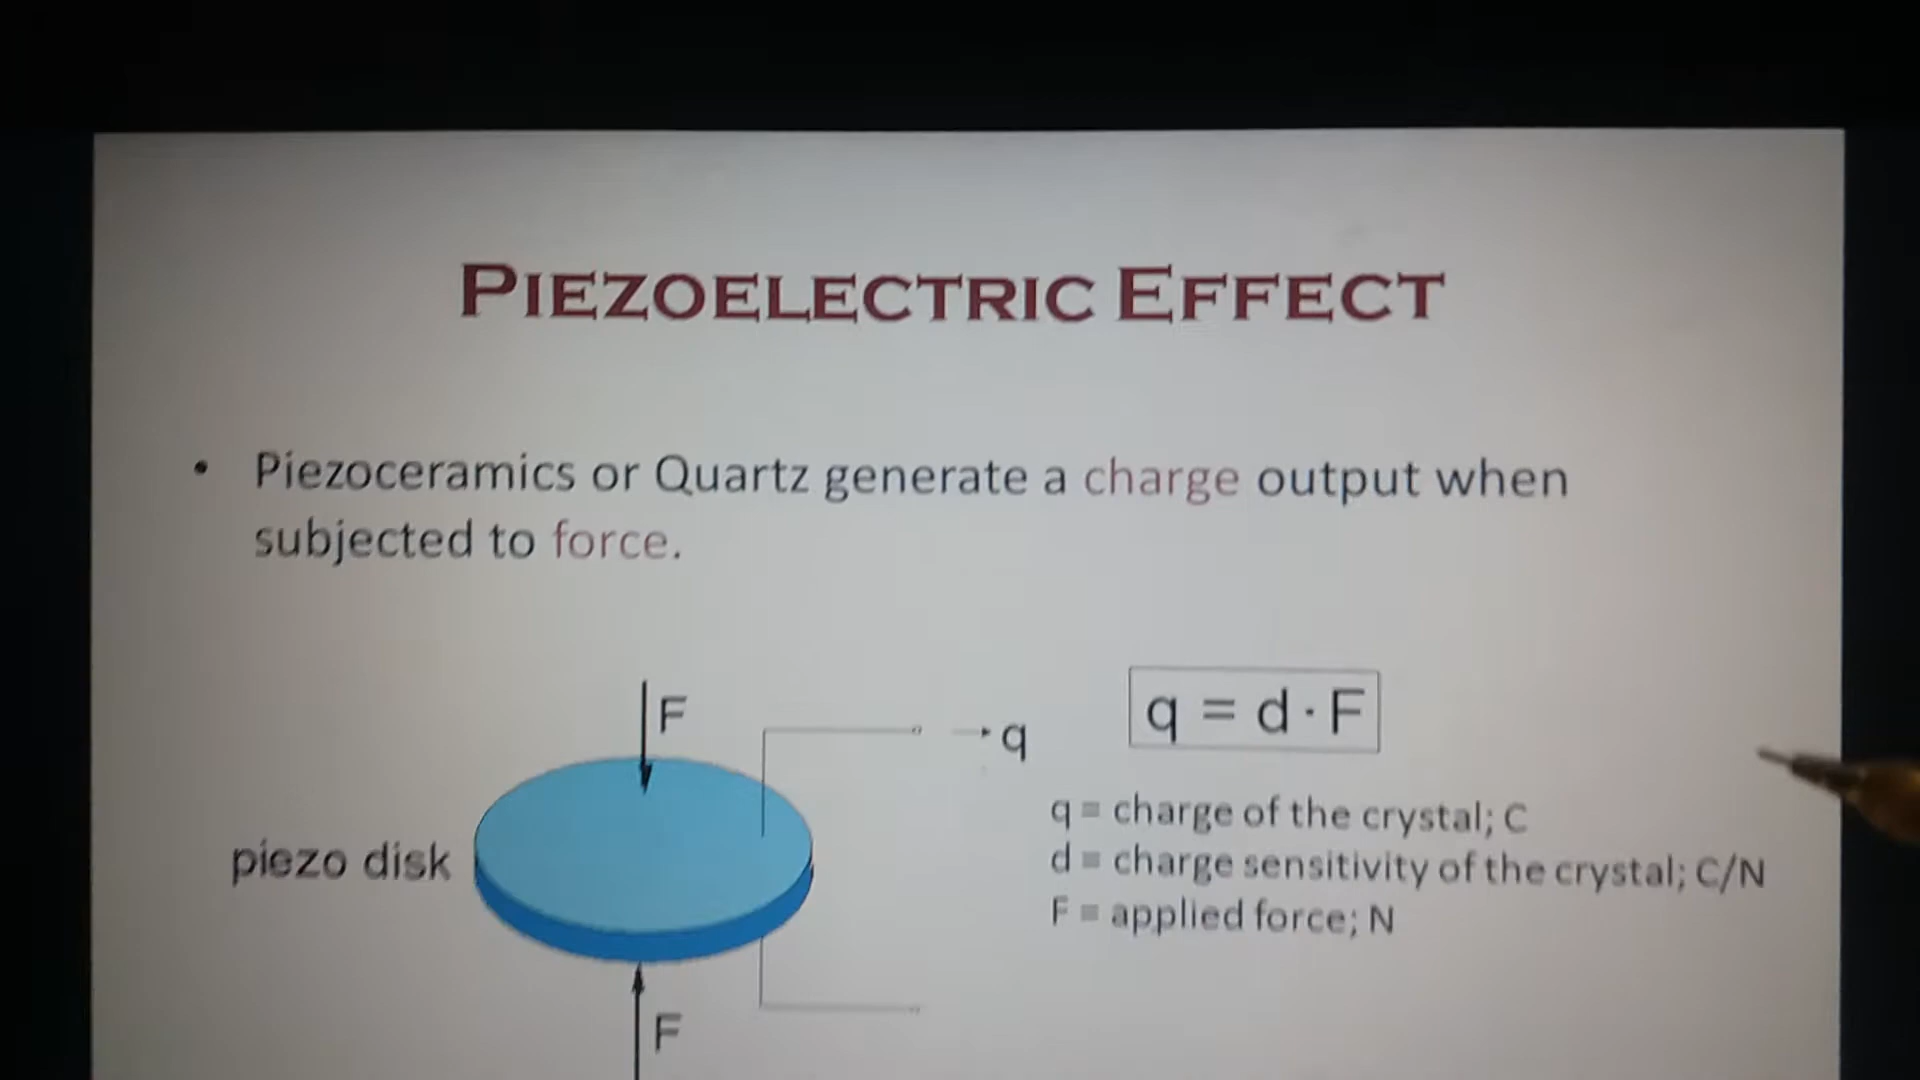 PIEZOELECTRIC EFFECT
• Piezoceramics or Quartz generate a charge output when
subjected to force.
F
q
q = d · F
piezo disk
q = charge of the crystal; C
d = charge sensitivity of the crystal; C/N
F = applied force; N
F